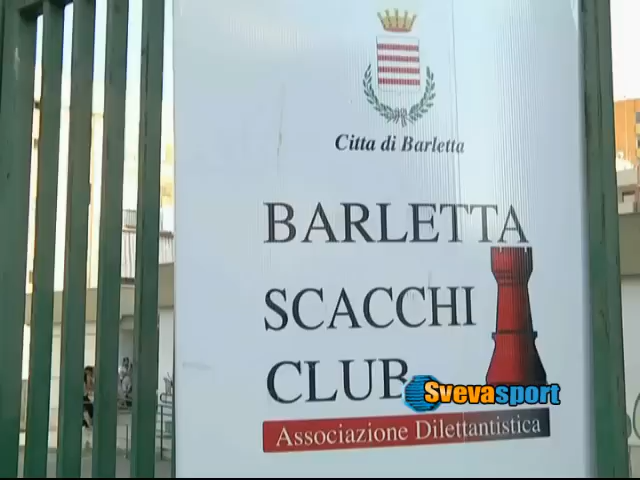 Citta di Barletta
BARLETTA
SCACCHI
CLUB
Svevasport
Associazione Dilettantistica